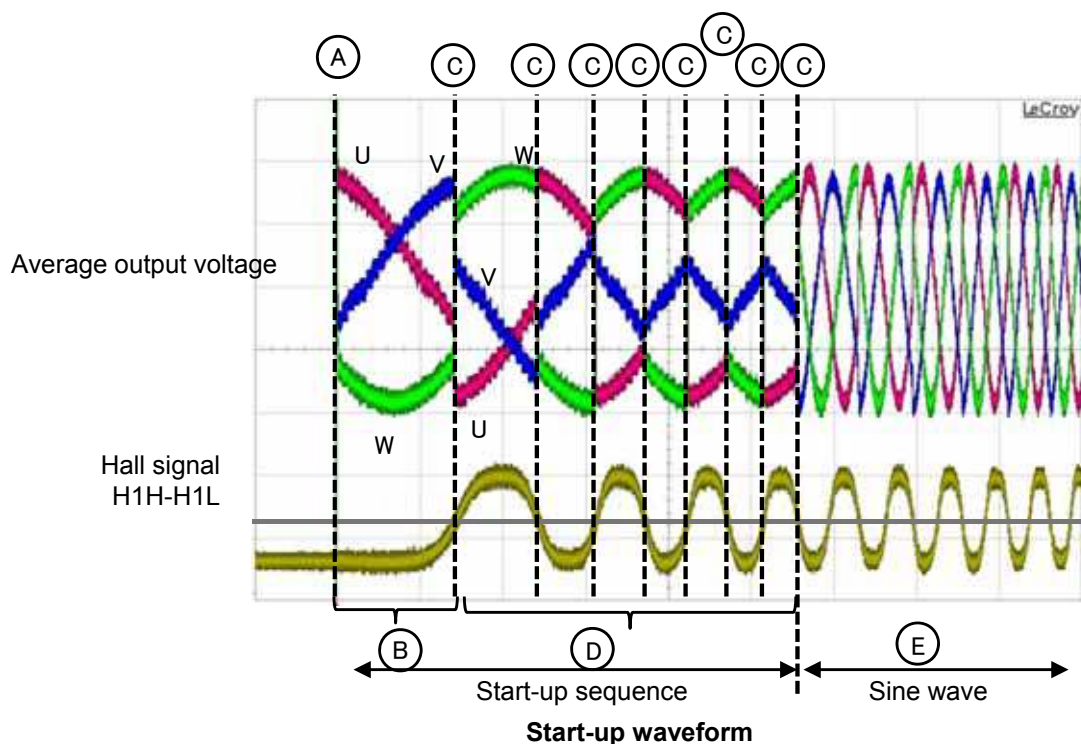 C
A
C
C
C
C
C
C
C
LeCroy
U
V
W
V
Average output voltage
W
U
Hall signal
H1H-H1L
B
D
E
Start-up sequence
Sine wave
Start-up waveform